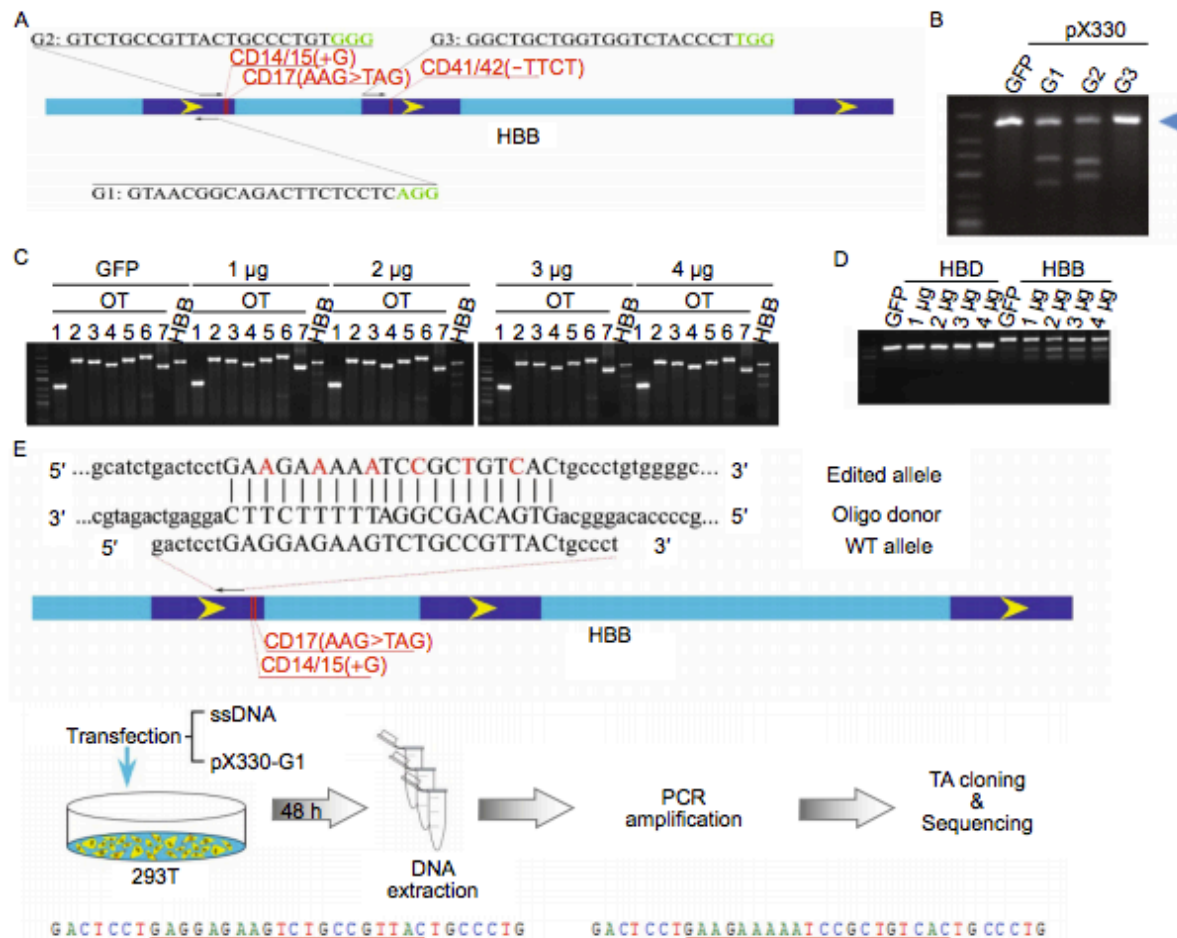 A
G2: GTCTGCCGTTACTGCCCTGTGGG
G3: GGCTGCTGGTGGTCTACCCTTGG
CD14/15(+G)
CD17(AAG>TAG)
CD41/42(−TTCT)
HBB
G1: GTAACGGCAGACTTCTCCTCAGG
B
pX330
GFP G1 G2 G3
C
GFP 1 µg 2 µg 3 µg 4 µg
OT OT OT OT OT
1 2 3 4 5 6 7 HBB 1 2 3 4 5 6 7 HBB 1 2 3 4 5 6 7 HBB 1 2 3 4 5 6 7 HBB 1 2 3 4 5 6 7 HBB
D
HBD HBB
GFP 1 µg 2 µg 3 µg 4 µg GFP 1 µg 2 µg 3 µg 4 µg
E
5′ ...gcatctgactcctGAAGAAAAATCCGCTGTCACtgccctgtggggc... 3′ Edited allele
3′ ...cgtagactgaggaCTTCTTTTTAGGCGACAGTGacgggacaccccg... 5′ Oligo donor
5′ gactcctGAGGAGAAGTCTGCCGTTACtgccct 3′ WT allele
HBB
CD17(AAG>TAG)
CD14/15(+G)
Transfection
ssDNA
pX330-G1
293T
48 h
DNA
extraction
PCR
amplification
TA cloning
&
Sequencing
GACTCCTGAGGAGAAGTCTGCCGTTACTGCCCTG
GACTCCTGAAGAAAAATCCGCTGTCACTGCCCTG